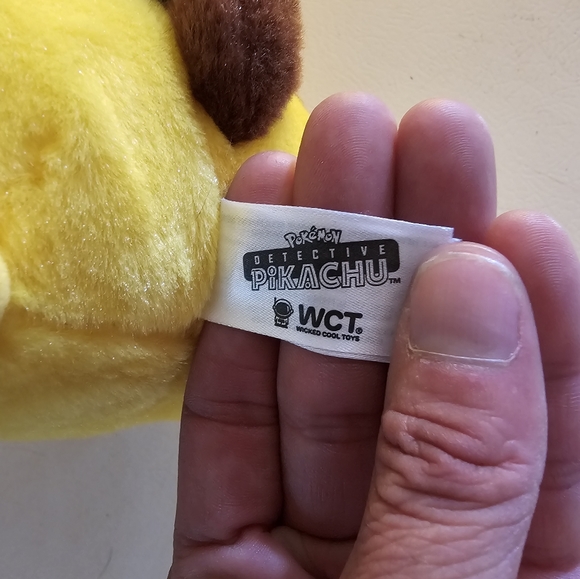 POKéMON
DETECTIVE
PiKACHU™
WCT®
WICKED COOL TOYS